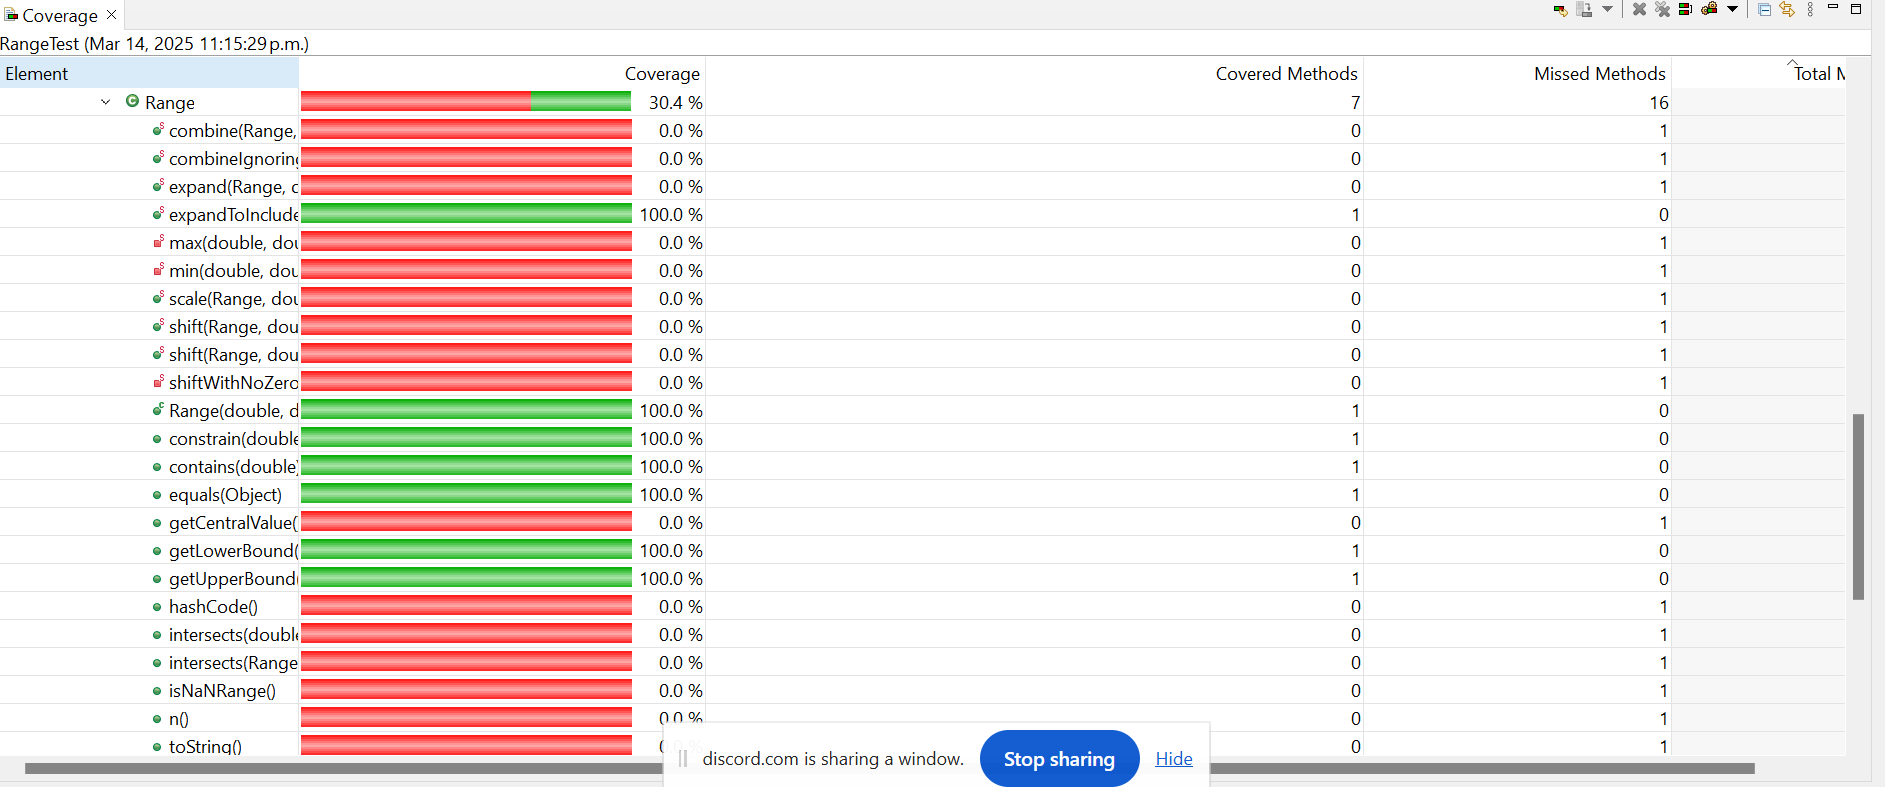 Coverage
RangeTest (Mar 14, 2025 11:15:29 p.m.)
Element Coverage Covered Methods Missed Methods Total M
Range 30.4 % 7 16
combine(Range, 0.0 % 0 1
combineIgnoring 0.0 % 0 1
expand(Range, d 0.0 % 0 1
expandToInclude 100.0 % 1 0
max(double, dou 0.0 % 0 1
min(double, dou 0.0 % 0 1
scale(Range, dou 0.0 % 0 1
shift(Range, dou 0.0 % 0 1
shift(Range, dou 0.0 % 0 1
shiftWithNoZero 0.0 % 0 1
Range(double, d 100.0 % 1 0
constrain(double 100.0 % 1 0
contains(double) 100.0 % 1 0
equals(Object) 100.0 % 1 0
getCentralValue( 0.0 % 0 1
getLowerBound( 100.0 % 1 0
getUpperBound( 100.0 % 1 0
hashCode() 0.0 % 0 1
intersects(double 0.0 % 0 1
intersects(Range 0.0 % 0 1
isNaNRange() 0.0 % 0 1
n() 0.0 % 0 1
toString() 0 1
discord.com is sharing a window. Stop sharing Hide